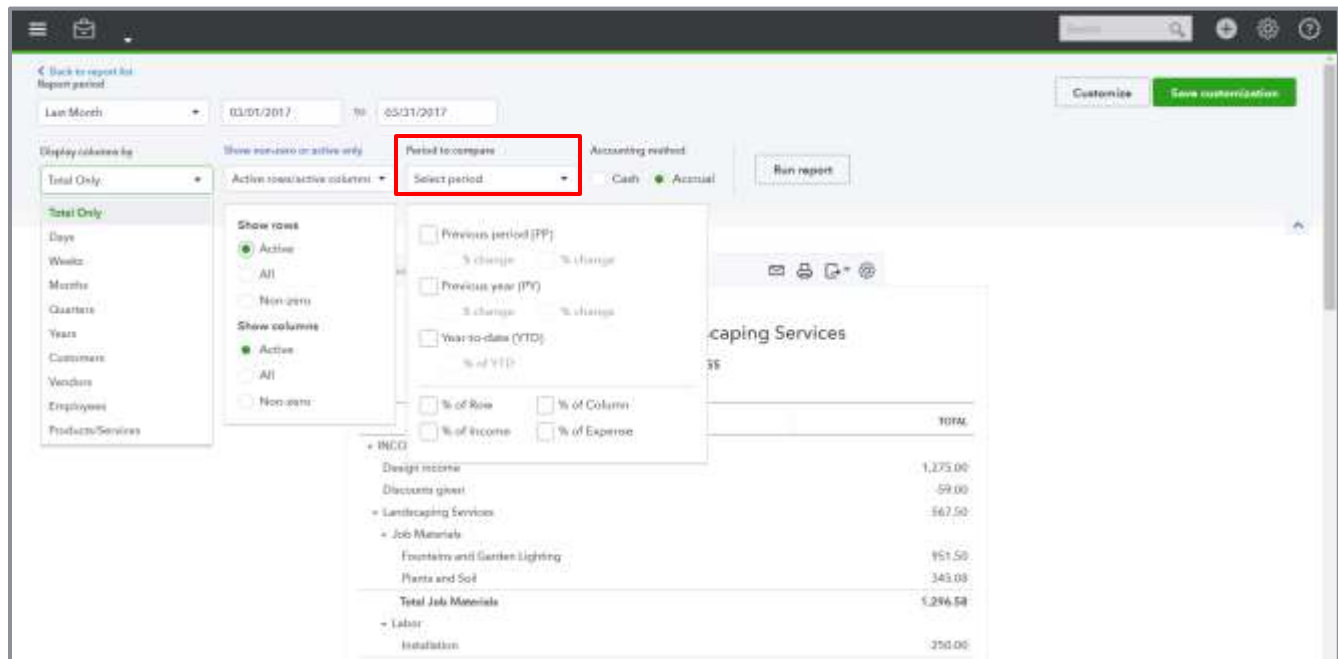 Search
Back to report list
Report period
Customize
Save customization
Last Month
03/01/2017
to
03/31/2017
Display columns by
Show non-zero or active only
Period to compare
Accounting method
Total Only
Active rows/active columns
Select period
Cash
Accrual
Run report
Total Only
Days
Weeks
Months
Quarters
Years
Customers
Vendors
Employees
Products/Services
Show rows
Active
All
Non-zero
Show columns
Active
All
Non-zero
Previous period (PP)
% change
Previous year (PY)
% change
Year-to-date (YTD)
% of YTD
% of Row
% of Column
% of Income
% of Expense
caping Services
SS
TOTAL
INCO
Design income
1,275.00
Discounts given
-59.00
Landscaping Services
567.50
Job Materials
Fountains and Garden Lighting
951.50
Plants and Soil
345.08
Total Job Materials
1,296.58
Labor
Installation
250.00